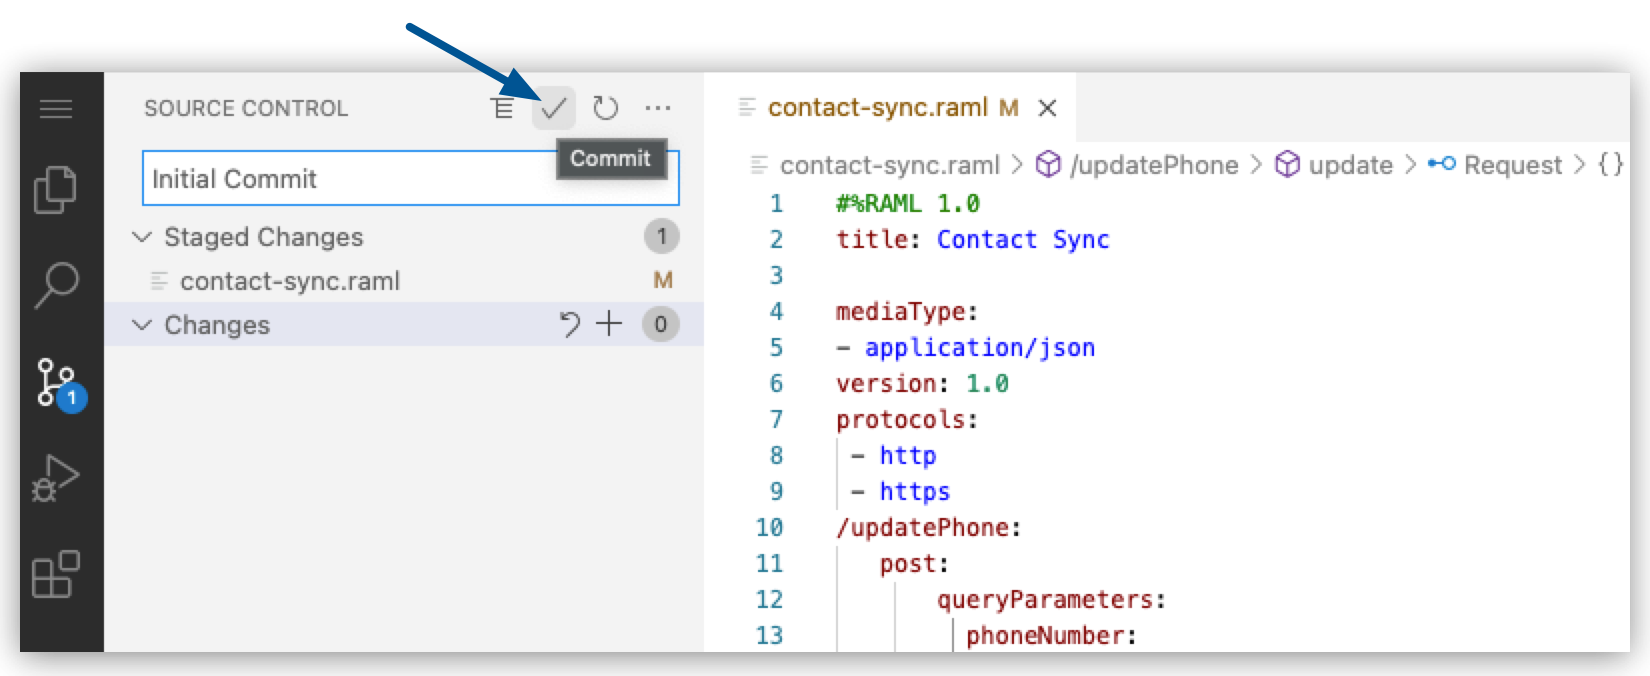 SOURCE CONTROL
Commit
Initial Commit
Staged Changes 1
contact-sync.raml M
Changes 0
1
contact-sync.raml M
contact-sync.raml > /updatePhone > update > Request > {}
1 #%RAML 1.0
2 title: Contact Sync
3
4 mediaType:
5 - application/json
6 version: 1.0
7 protocols:
8 - http
9 - https
10 /updatePhone:
11 post:
12 queryParameters:
13 phoneNumber: